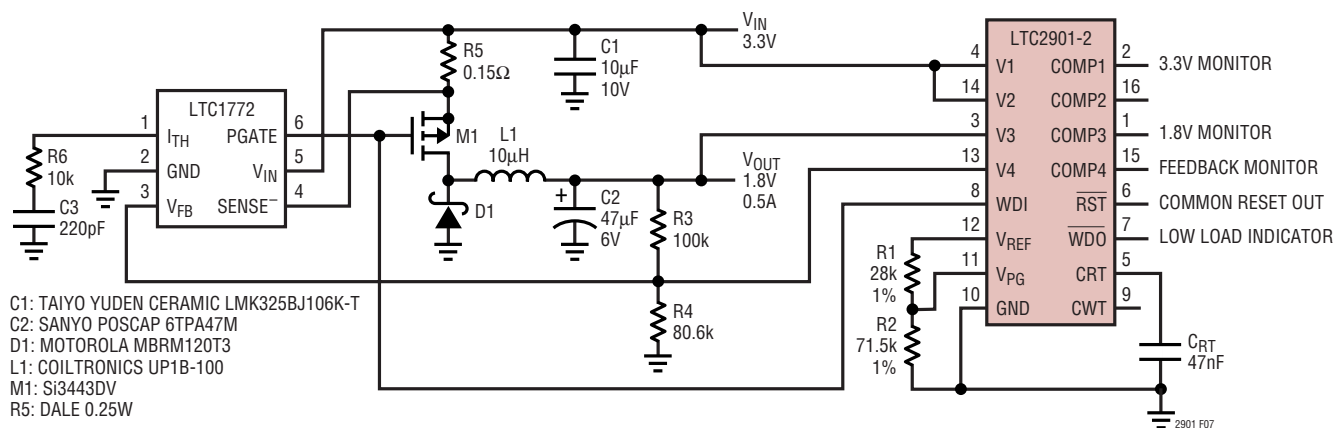 VIN
3.3V
R5
0.15Ω
C1
10µF
10V
LTC1772
1
ITH
PGATE
6
2
GND
VIN
5
3
VFB
SENSE−
4
R6
10k
C3
220pF
M1
L1
10µH
D1
+
C2
47µF
6V
VOUT
1.8V
0.5A
R3
100k
R4
80.6k
LTC2901-2
4
V1
COMP1
2
3.3V MONITOR
14
V2
COMP2
16
3
V3
COMP3
1
1.8V MONITOR
13
V4
COMP4
15
FEEDBACK MONITOR
8
WDI
RST
6
COMMON RESET OUT
12
VREF
WDO
7
LOW LOAD INDICATOR
11
VPG
CRT
5
10
GND
CWT
9
R1
28k
1%
R2
71.5k
1%
CRT
47nF
C1: TAIYO YUDEN CERAMIC LMK325BJ106K-T
C2: SANYO POSCAP 6TPA47M
D1: MOTOROLA MBRM120T3
L1: COILTRONICS UP1B-100
M1: Si3443DV
R5: DALE 0.25W
2901 F07